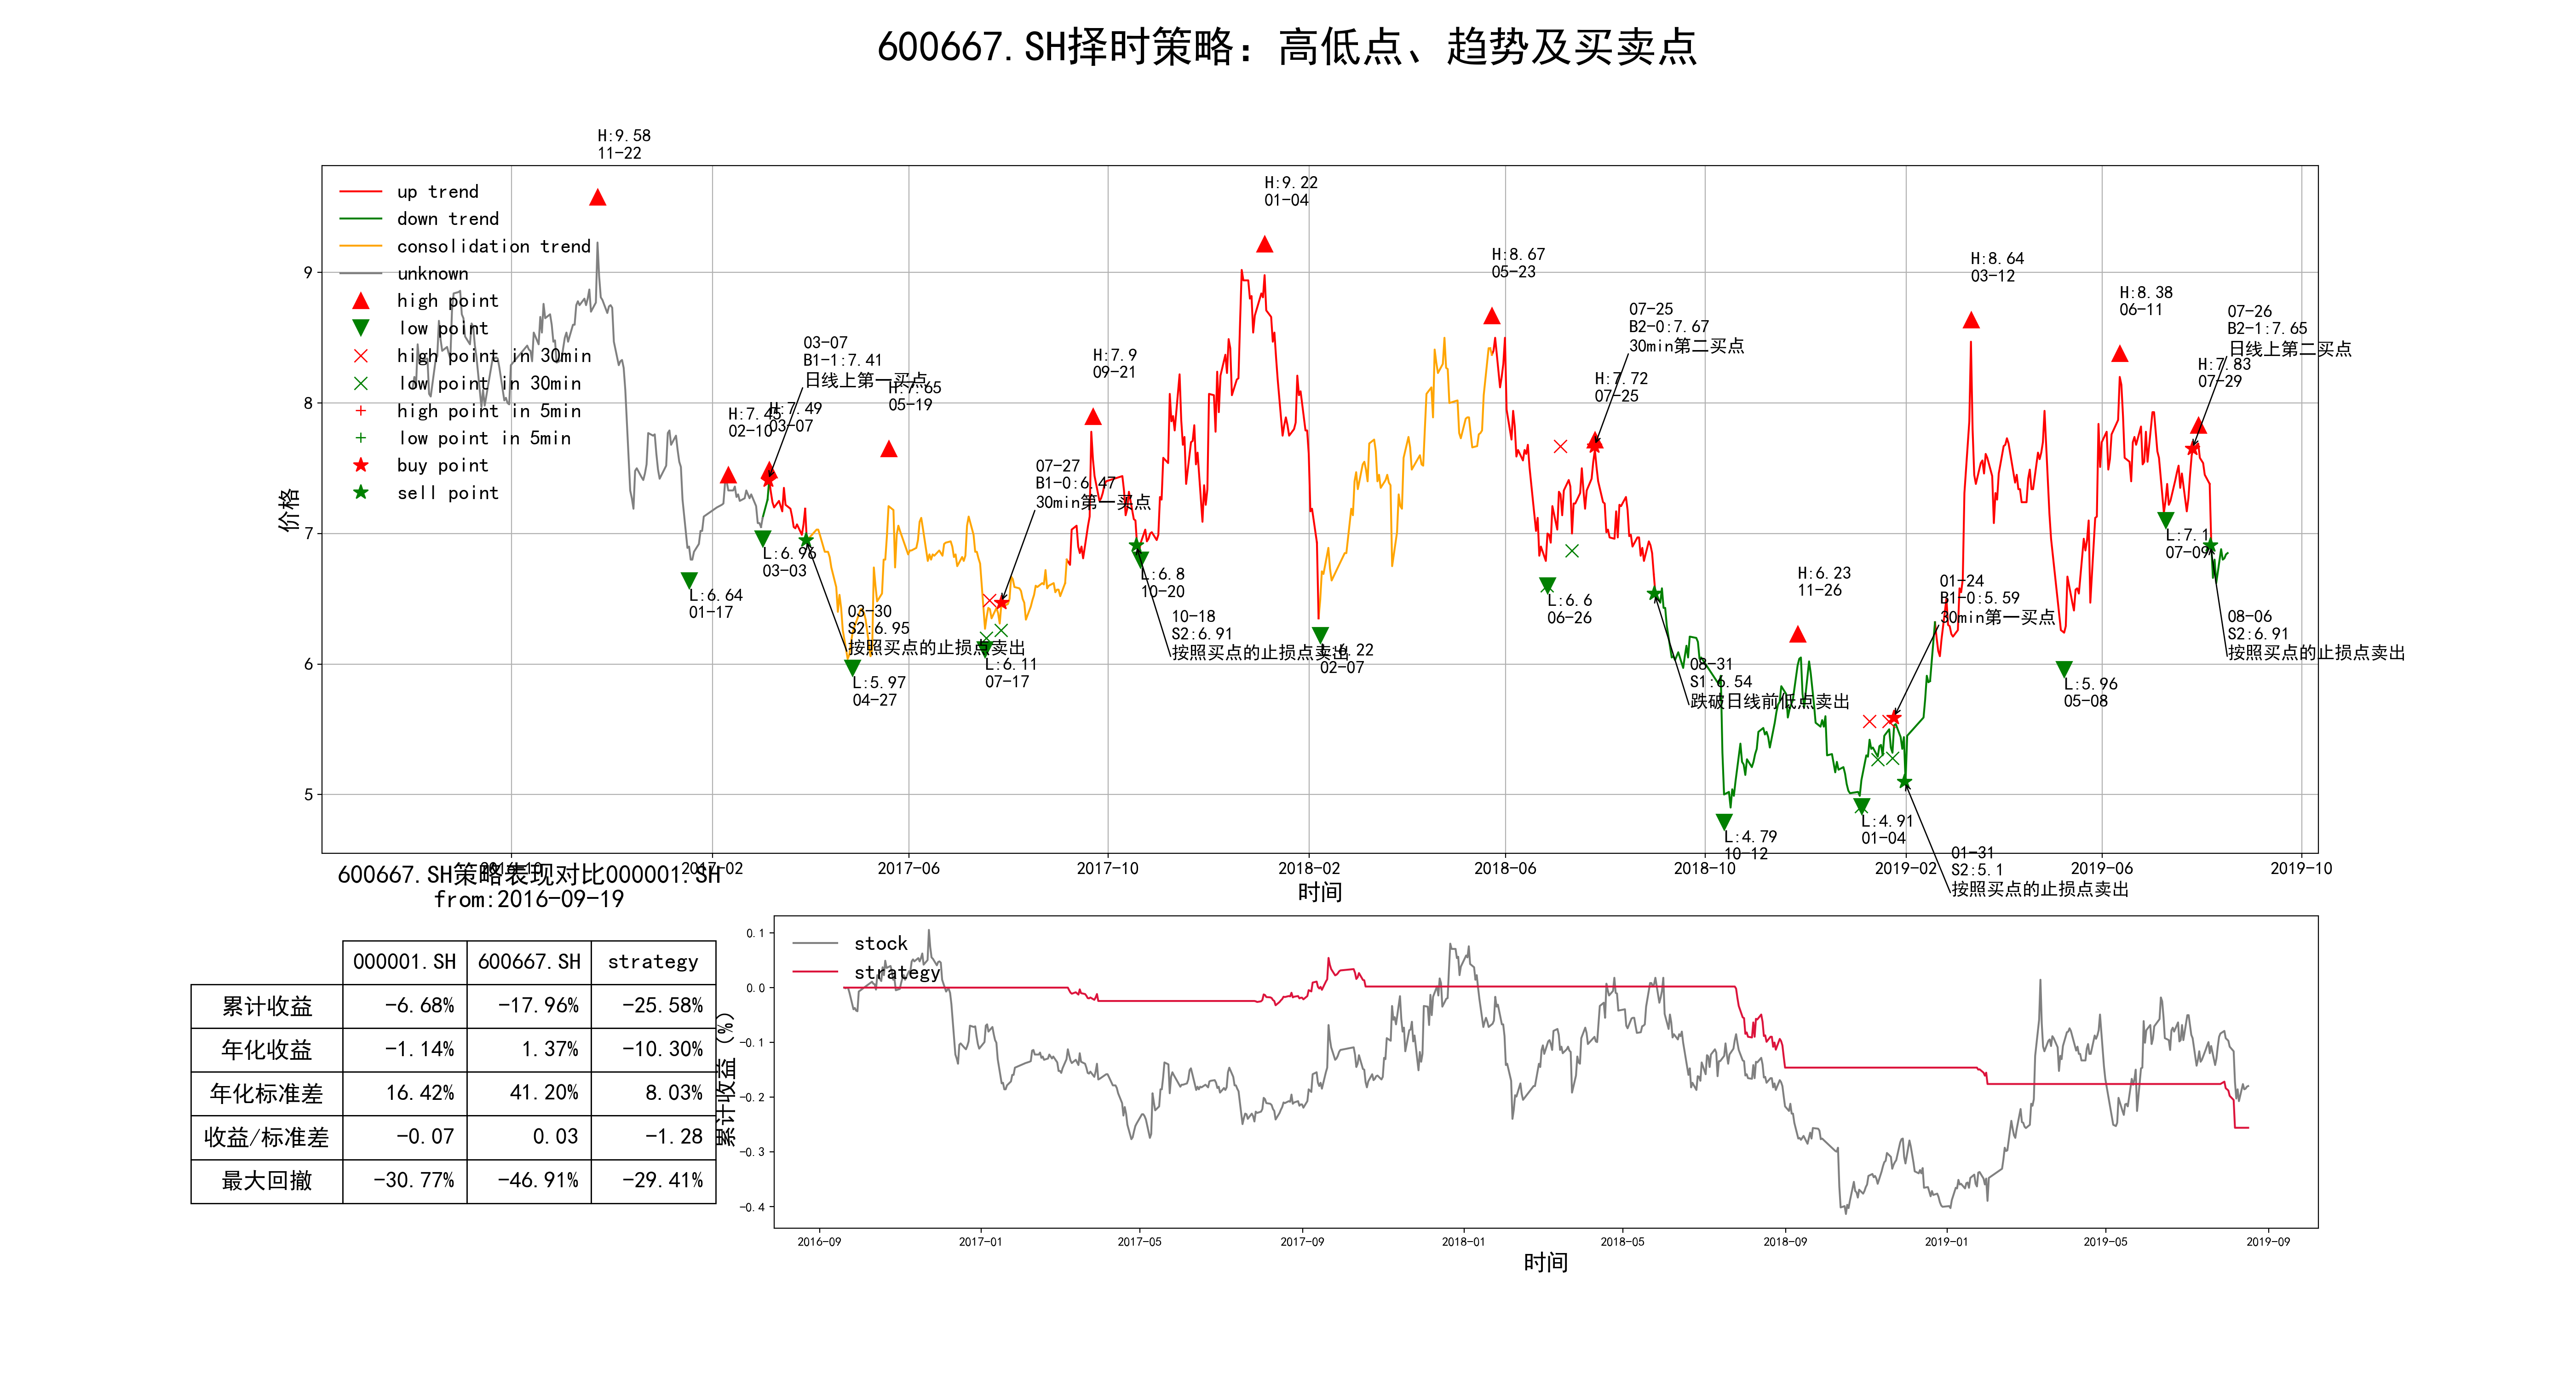 600667.SH择时策略：高低点、趋势及买卖点
H:9.58
11-22
up trend
down trend
consolidation trend
unknown
high point
low point
high point in 30min
low point in 30min
high point in 5min
low point in 5min
buy point
sell point
价格
9
8
7
6
5
L:6.64
01-17
H:7.45
02-10
L:6.96
03-03
H:7.49
03-07
03-07
B1-1:7.41
日线上第一买点
03-30
S2:6.95
按照买点的止损点卖出
L:5.97
04-27
H:7.65
05-19
L:6.11
07-17
07-27
B1-0:6.47
30min第一买点
H:7.9
09-21
10-18
S2:6.91
按照买点的止损点卖出
L:6.8
10-20
H:9.22
01-04
L:6.22
02-07
H:8.67
05-23
L:6.6
06-26
07-25
B2-0:7.67
30min第二买点
H:7.72
07-25
08-31
S1:6.54
跌破日线前低点卖出
L:4.79
10-12
H:6.23
11-26
L:4.91
01-04
01-24
B1-0:5.59
30min第一买点
01-31
S2:5.1
按照买点的止损点卖出
H:8.64
03-12
L:5.96
05-08
H:8.38
06-11
L:7.1
07-09
07-26
B2-1:7.65
日线上第二买点
H:7.83
07-29
08-06
S2:6.91
按照买点的止损点卖出
2016-10
2017-02
2017-06
2017-10
2018-02
2018-06
2018-10
2019-02
2019-06
2019-10
时间
600667.SH策略表现对比000001.SH
from:2016-09-19
000001.SH 600667.SH strategy
累计收益 -6.68% -17.96% -25.58%
年化收益 -1.14% 1.37% -10.30%
年化标准差 16.42% 41.20% 8.03%
收益/标准差 -0.07 0.03 -1.28
最大回撤 -30.77% -46.91% -29.41%
累计收益（%）
0.1
0.0
-0.1
-0.2
-0.3
-0.4
stock
strategy
2016-09
2017-01
2017-05
2017-09
2018-01
2018-05
2018-09
2019-01
2019-05
2019-09
时间